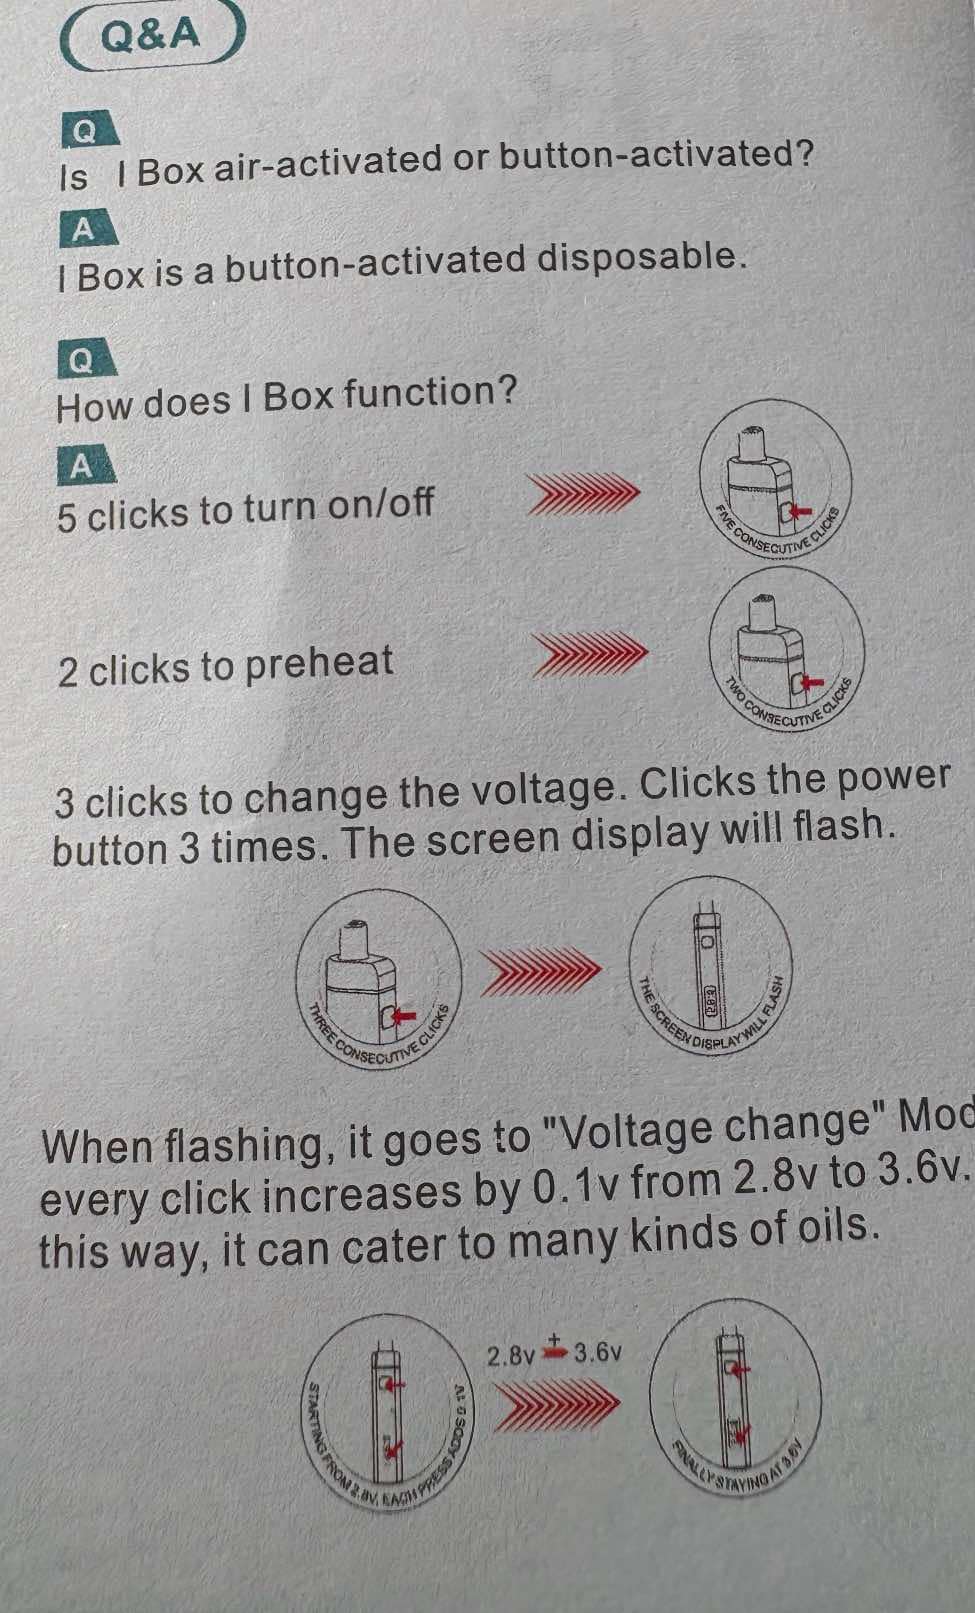 Q&A
Q
Is I Box air-activated or button-activated?
A
I Box is a button-activated disposable.
Q
How does I Box function?
A
5 clicks to turn on/off
FIVE CONSECUTIVE CLICKS
2 clicks to preheat
TWO CONSECUTIVE CLICKS
3 clicks to change the voltage. Clicks the power
button 3 times. The screen display will flash.
THREE CONSECUTIVE CLICKS
THE SCREEN DISPLAY WILL FLASH
When flashing, it goes to "Voltage change" Mod
every click increases by 0.1v from 2.8v to 3.6v.
this way, it can cater to many kinds of oils.
2.8v + 3.6v
STARTING FROM 2.8V, EACH PRESS ADDS 0.1V
FINALLY STAYING AT 3.6V